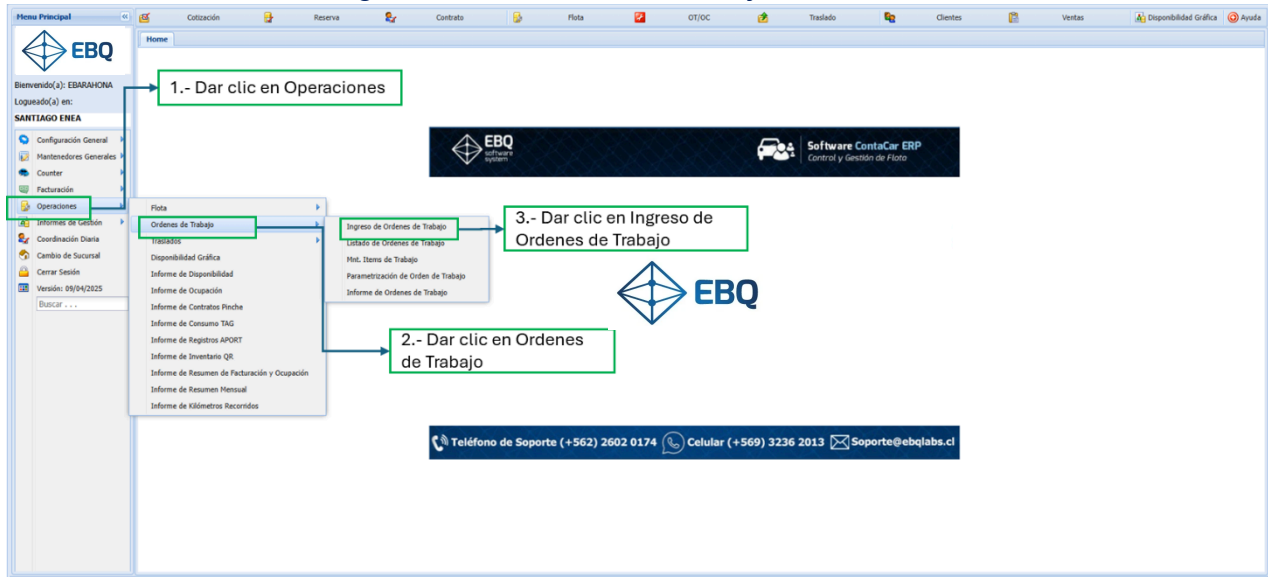 Menu Principal
Cotización
Reserva
Contrato
Flota
OT/OC
Traslado
Clientes
Ventas
Disponibilidad Gráfica
Ayuda
EBQ
Home
Bienvenido(a): EBARAHONA
Logueado(a) en:
SANTIAGO ENEA
1.- Dar clic en Operaciones
Configuración General
Mantenedores Generales
Counter
Facturación
Operaciones
Informes de Gestión
Coordinación Diaria
Cambio de Sucursal
Cerrar Sesión
Versión: 09/04/2025
Buscar . . .
EBQ
software
system
Software ContaCar ERP
Control y Gestión de Flota
Flota
Ordenes de Trabajo
Traslados
Disponibilidad Gráfica
Informe de Disponibilidad
Informe de Ocupación
Informe de Contratos Pinche
Informe de Consumo TAG
Informe de Registros APORT
Informe de Inventario QR
Informe de Resumen de Facturación y Ocupación
Informe de Resumen Mensual
Informe de Kilómetros Recorridos
Ingreso de Ordenes de Trabajo
Listado de Ordenes de Trabajo
Mnt. Items de Trabajo
Parametrización de Orden de Trabajo
Informe de Ordenes de Trabajo
3.- Dar clic en Ingreso de
Ordenes de Trabajo
EBQ
2.- Dar clic en Ordenes
de Trabajo
Teléfono de Soporte (+562) 2602 0174
Celular (+569) 3236 2013
Soporte@ebqlabs.cl